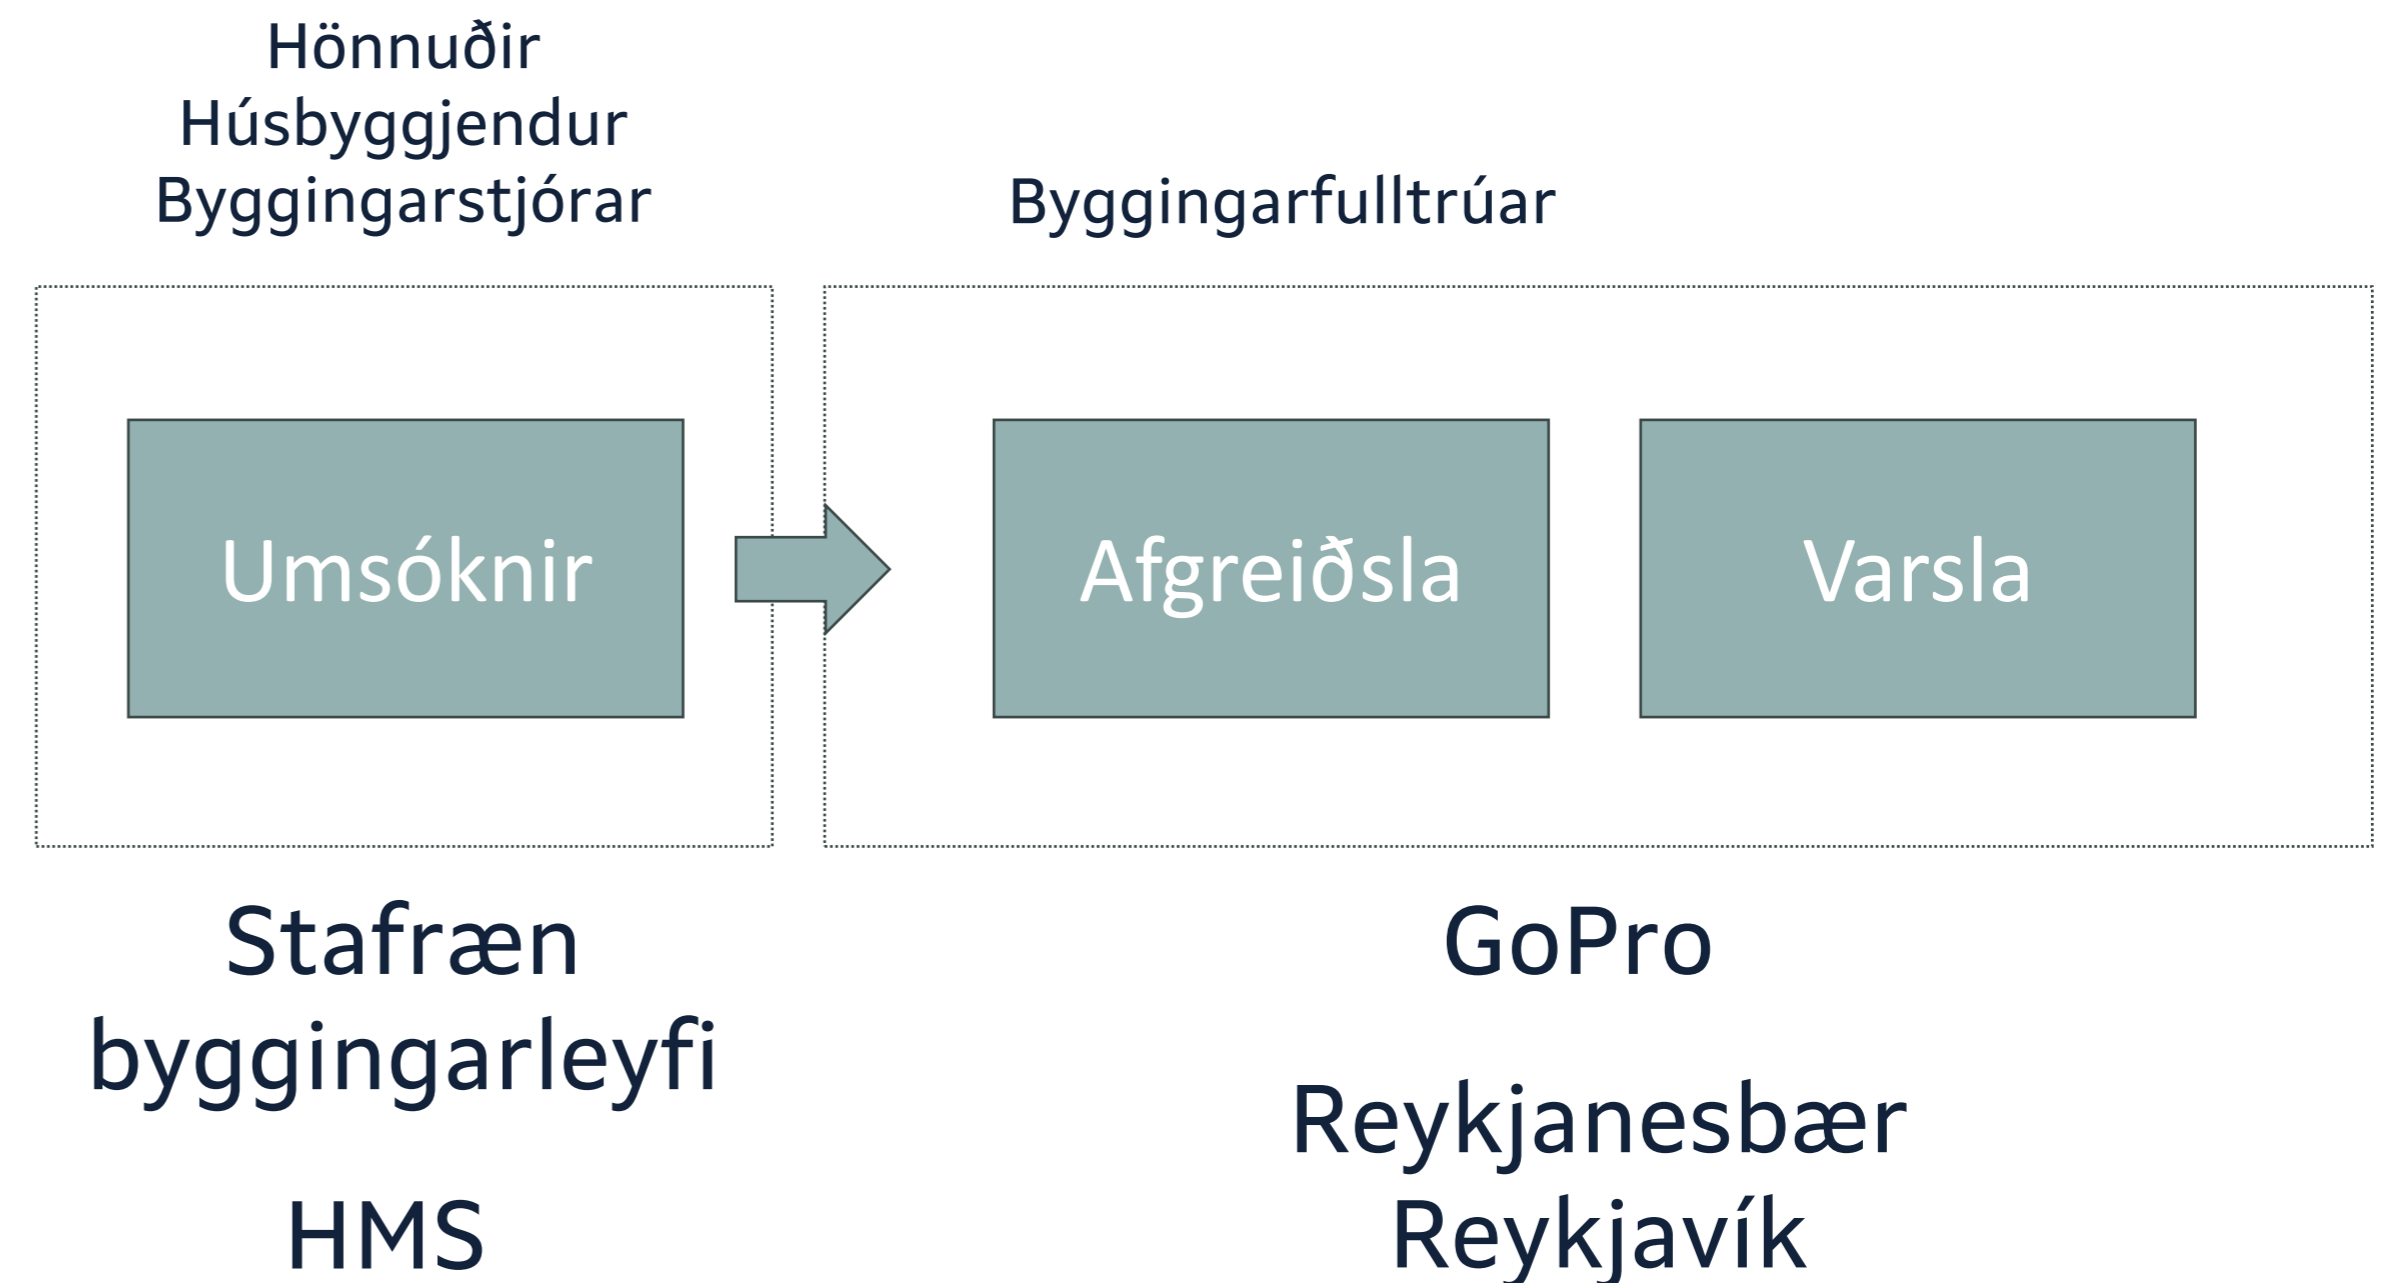 Hönnuðir
Húsbyggjendur
Byggingarstjórar
Byggingarfulltrúar
Umsóknir
Afgreiðsla
Varsla
Stafræn
byggingarleyfi
HMS
GoPro
Reykjanesbær
Reykjavík